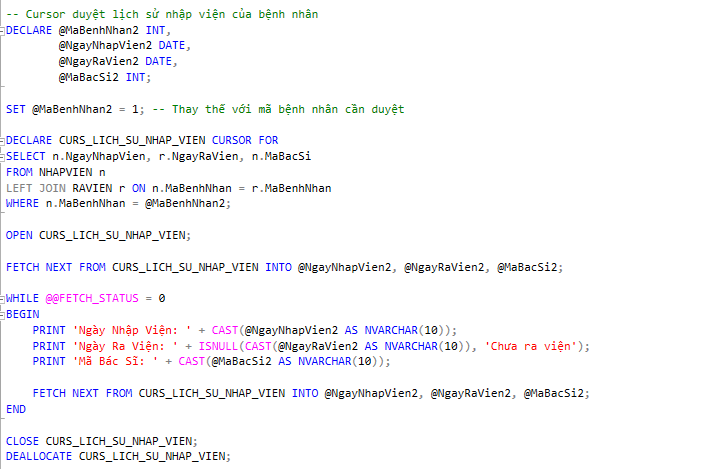 -- Cursor duyệt lịch sử nhập viện của bệnh nhân
DECLARE @MaBenhNhan2 INT,
        @NgayNhapVien2 DATE,
        @NgayRaVien2 DATE,
        @MaBacSi2 INT;

SET @MaBenhNhan2 = 1; -- Thay thế với mã bệnh nhân cần duyệt

DECLARE CURS_LICH_SU_NHAP_VIEN CURSOR FOR
SELECT n.NgayNhapVien, r.NgayRaVien, n.MaBacSi
FROM NHAPVIEN n
LEFT JOIN RAVIEN r ON n.MaBenhNhan = r.MaBenhNhan
WHERE n.MaBenhNhan = @MaBenhNhan2;

OPEN CURS_LICH_SU_NHAP_VIEN;

FETCH NEXT FROM CURS_LICH_SU_NHAP_VIEN INTO @NgayNhapVien2, @NgayRaVien2, @MaBacSi2;

WHILE @@FETCH_STATUS = 0
BEGIN
    PRINT 'Ngày Nhập Viện: ' + CAST(@NgayNhapVien2 AS NVARCHAR(10));
    PRINT 'Ngày Ra Viện: ' + ISNULL(CAST(@NgayRaVien2 AS NVARCHAR(10)), 'Chưa ra viện');
    PRINT 'Mã Bác Sĩ: ' + CAST(@MaBacSi2 AS NVARCHAR(10));

    FETCH NEXT FROM CURS_LICH_SU_NHAP_VIEN INTO @NgayNhapVien2, @NgayRaVien2, @MaBacSi2;
END

CLOSE CURS_LICH_SU_NHAP_VIEN;
DEALLOCATE CURS_LICH_SU_NHAP_VIEN;